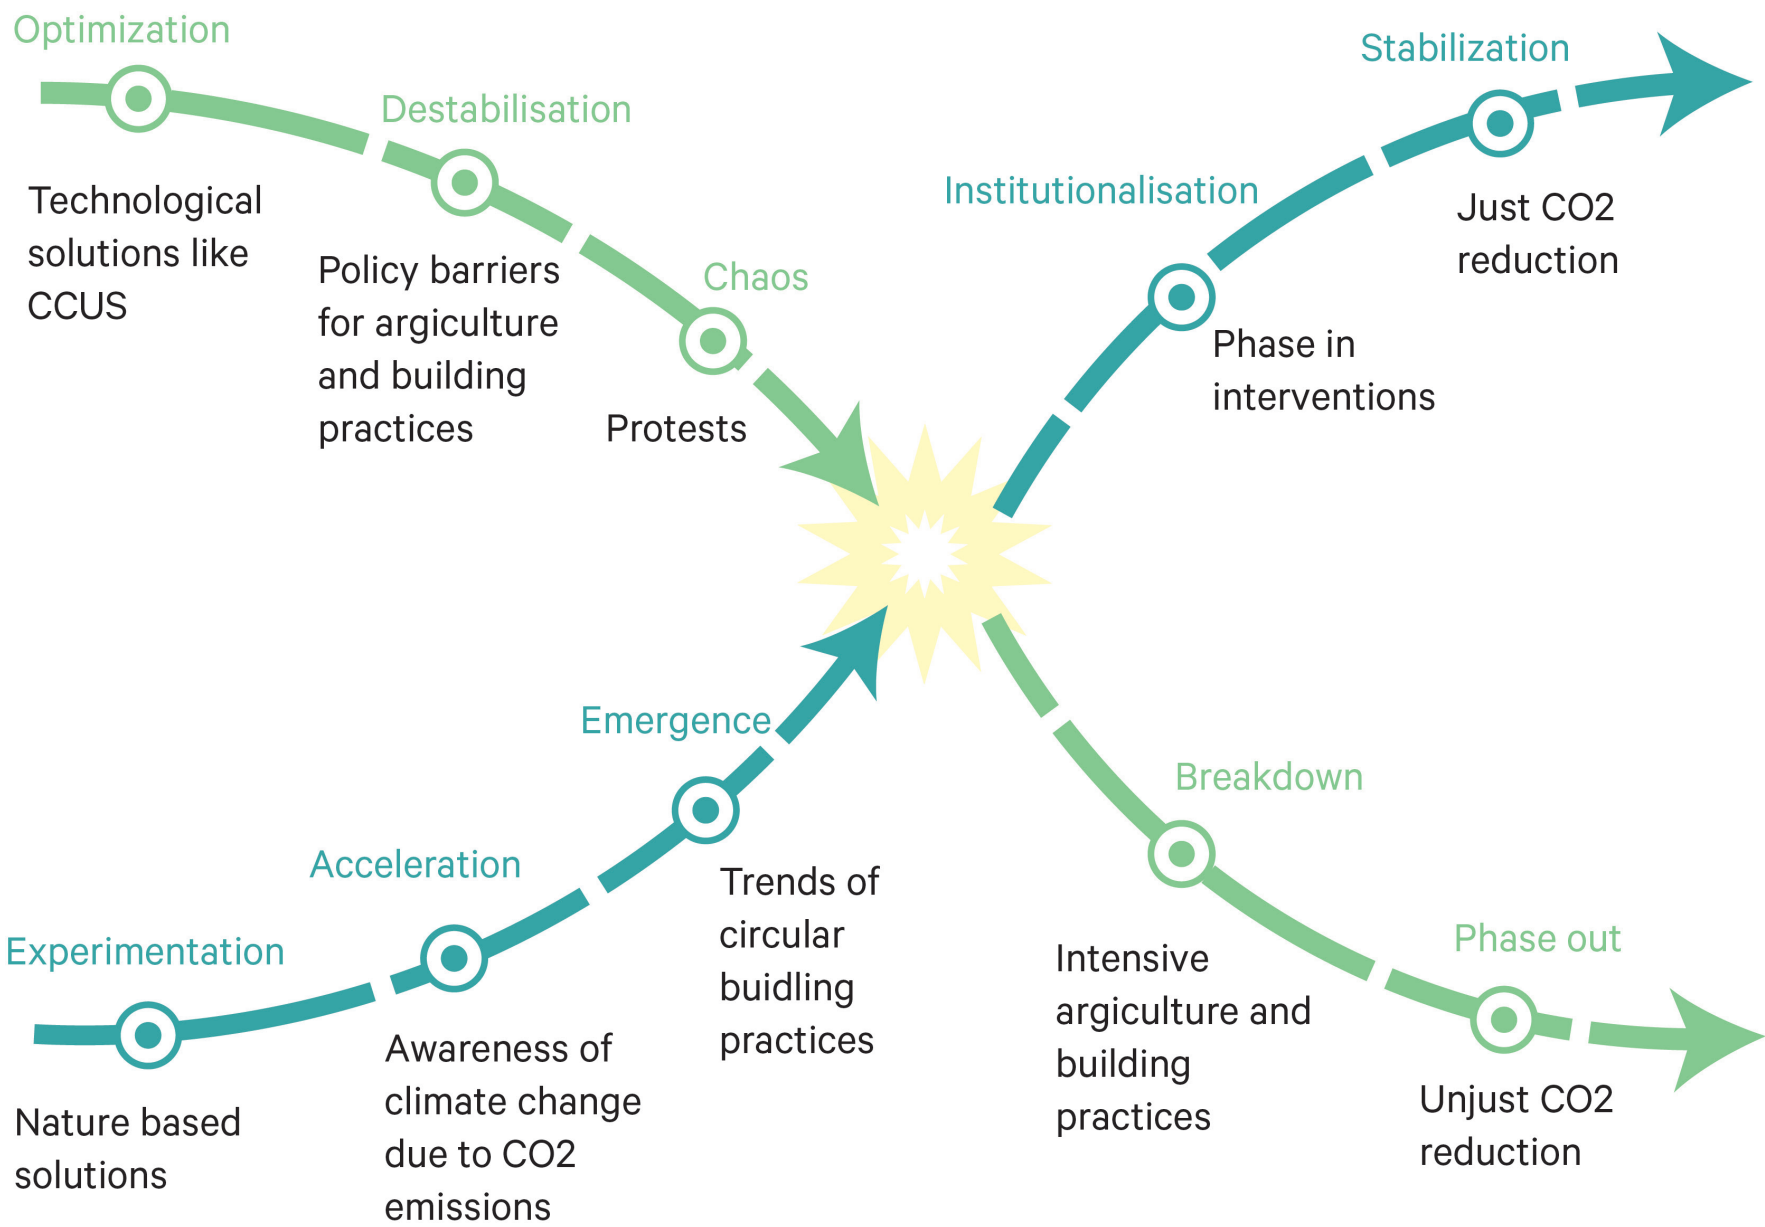 Optimization
Technological
solutions like
CCUS
Destabilisation
Policy barriers
for argiculture
and building
practices
Chaos
Protests
Institutionalisation
Phase in
interventions
Stabilization
Just CO2
reduction
Experimentation
Nature based
solutions
Acceleration
Awareness of
climate change
due to CO2
emissions
Emergence
Trends of
circular
buidling
practices
Breakdown
Intensive
argiculture and
building
practices
Phase out
Unjust CO2
reduction